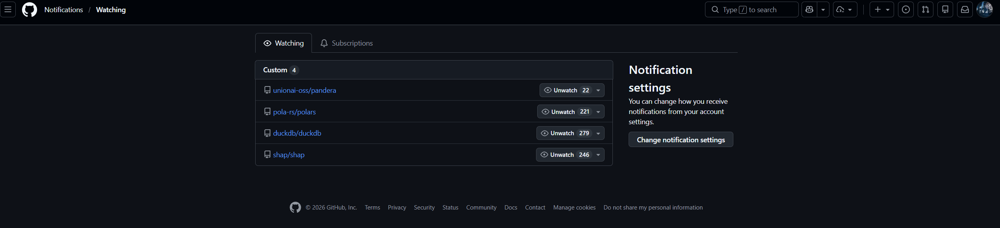 Notifications / Watching
Type / to search
Watching
Subscriptions
Custom 4
unionai-oss/pandera
Unwatch 22
pola-rs/polars
Unwatch 221
duckdb/duckdb
Unwatch 279
shap/shap
Unwatch 246
Notification
settings
You can change how you receive
notifications from your account
settings.
Change notification settings
© 2026 GitHub, Inc. Terms Privacy Security Status Community Docs Contact Manage cookies Do not share my personal information